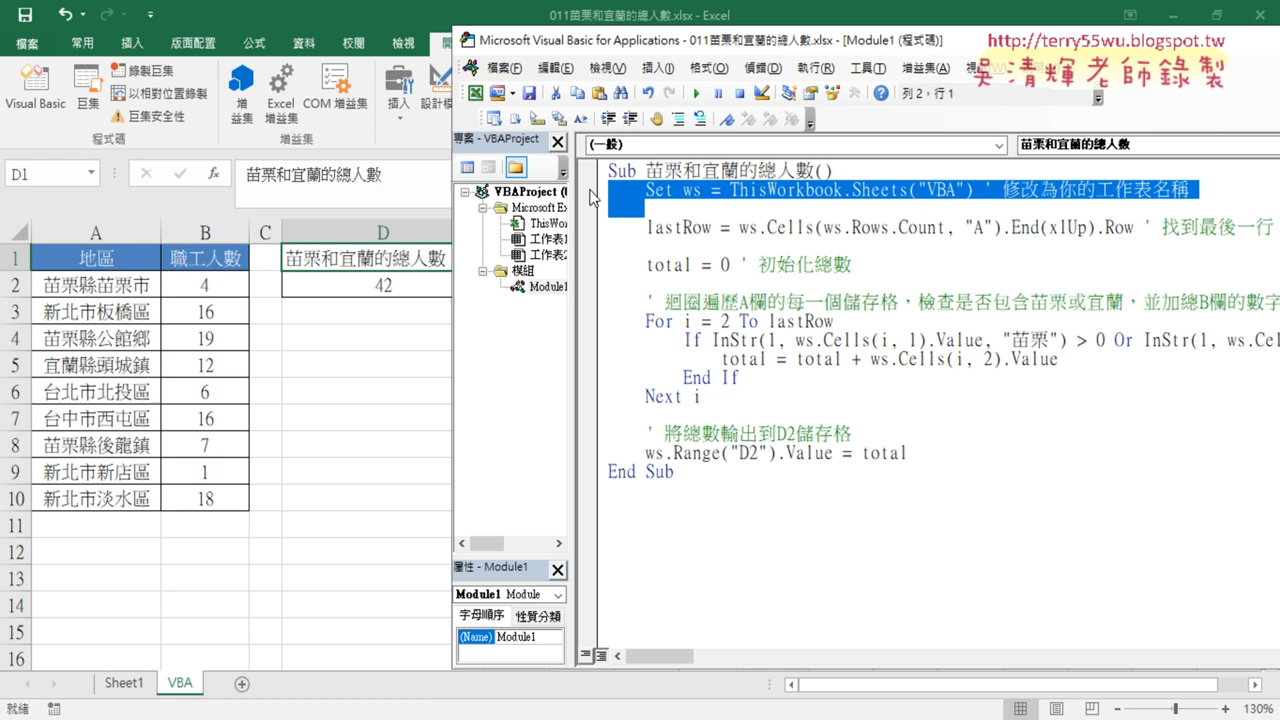 011苗栗和宜蘭的總人數.xlsx - Excel
檔案 常用 插入 版面配置 公式 資料 校閱 檢視
Visual Basic 巨集 錄製巨集 以相對位置錄製 巨集安全性
增益集 Excel 增益集 COM 增益集 插入
程式碼 增益集
D1 fx 苗栗和宜蘭的總人數
A B C D
1 地區 職工人數 苗栗和宜蘭的總人數
2 苗栗縣苗栗市 4 42
3 新北市板橋區 16
4 苗栗縣公館鄉 19
5 宜蘭縣頭城鎮 12
6 台北市北投區 6
7 台中市西屯區 16
8 苗栗縣後龍鎮 7
9 新北市新店區 1
10 新北市淡水區 18
11
12
13
14
15
16
Sheet1 VBA
就緒
130%
Microsoft Visual Basic for Applications - 011苗栗和宜蘭的總人數.xlsx - [Module1 (程式碼)]
http://terry55wu.blogspot.tw
吳清輝老師錄製
檔案(F) 編輯(E) 檢視(V) 插入(I) 格式(O) 偵錯(D) 執行(R) 工具(T) 增益集(A)
列 2，行 1
專案 - VBAProject
VBAProject (
Microsoft Ex
ThisWo
工作表1
工作表2
模組
Module1
屬性 - Module1
Module1 Module
字母順序 性質分類
(Name) Module1
(一般) 苗栗和宜蘭的總人數
Sub 苗栗和宜蘭的總人數()
Set ws = ThisWorkbook.Sheets("VBA") ' 修改為你的工作表名稱
lastRow = ws.Cells(ws.Rows.Count, "A").End(xlUp).Row ' 找到最後一行
total = 0 ' 初始化總數
' 迴圈遍歷A欄的每一個儲存格，檢查是否包含苗栗或宜蘭，並加總B欄的數字
For i = 2 To lastRow
If InStr(1, ws.Cells(i, 1).Value, "苗栗") > 0 Or InStr(1, ws.Ce
total = total + ws.Cells(i, 2).Value
End If
Next i
' 將總數輸出到D2儲存格
ws.Range("D2").Value = total
End Sub